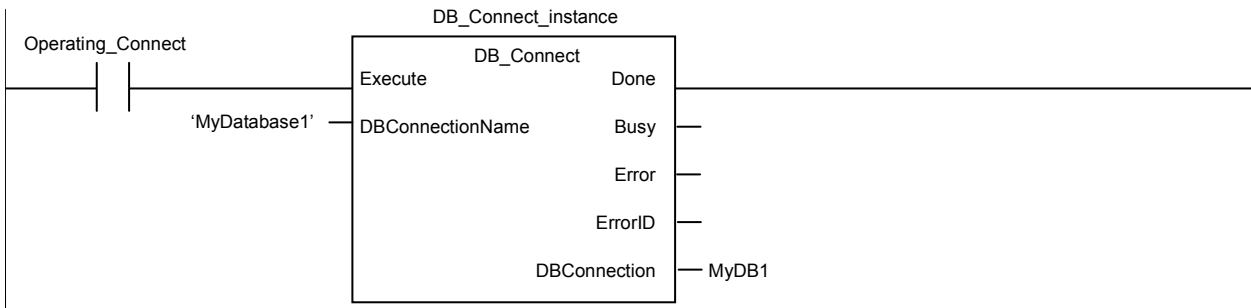 DB_Connect_instance
Operating_Connect
DB_Connect
Execute Done
‘MyDatabase1’ DBConnectionName Busy
Error
ErrorID
DBConnection MyDB1